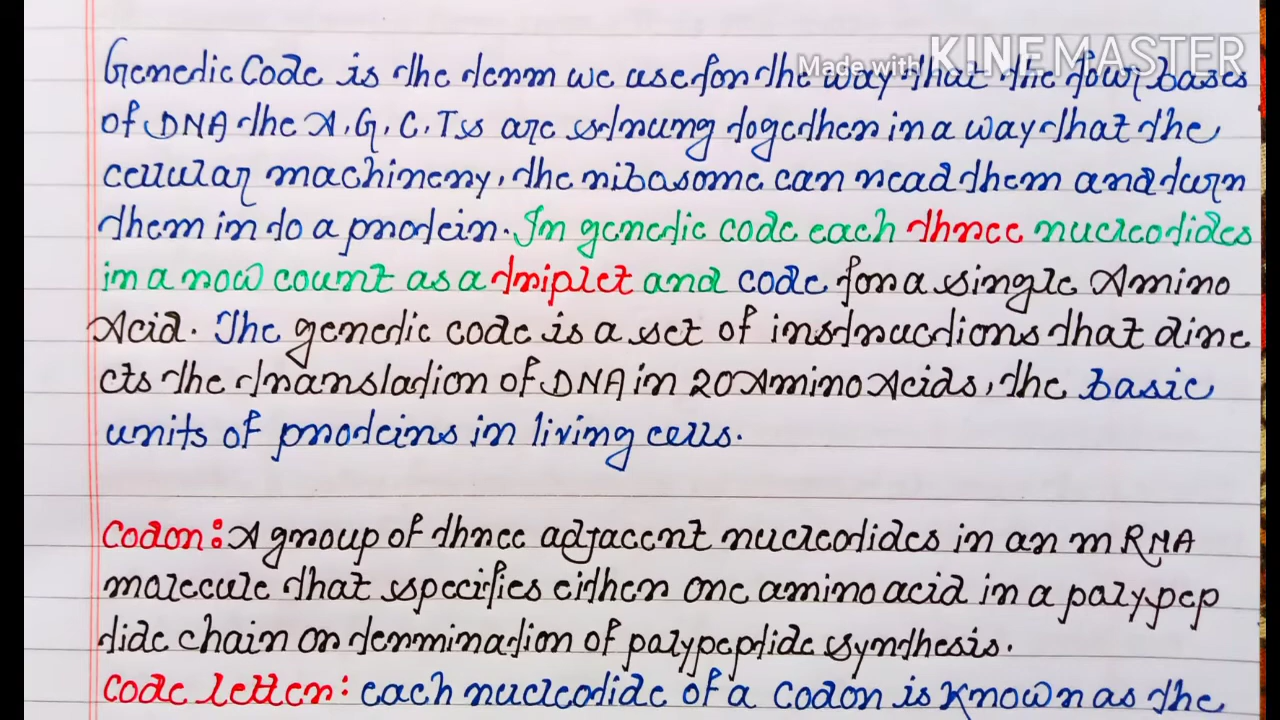 Made with KINEMASTER
Genetic Code is the term we use for the way that the four bases
of DNA the A, G, C, Tss are strung together in a way that the
cellular machinery, the ribasome can read them and turn
them in to a protein. In genetic code each three nucleotides
in a row count as a triplet and code for a single Amino
Acid. The genetic code is a set of instructions that dire
cts the translation of DNA in 20 Amino Acids, the basic
units of proteins in living cells.
Codon: A group of three adjacent nucleotides in an mRNA
molecule that specifies either one amino acid in a polypep
tide chain or termination of polypeptide synthesis.
Code letter: each nucleotide of a codon is known as the